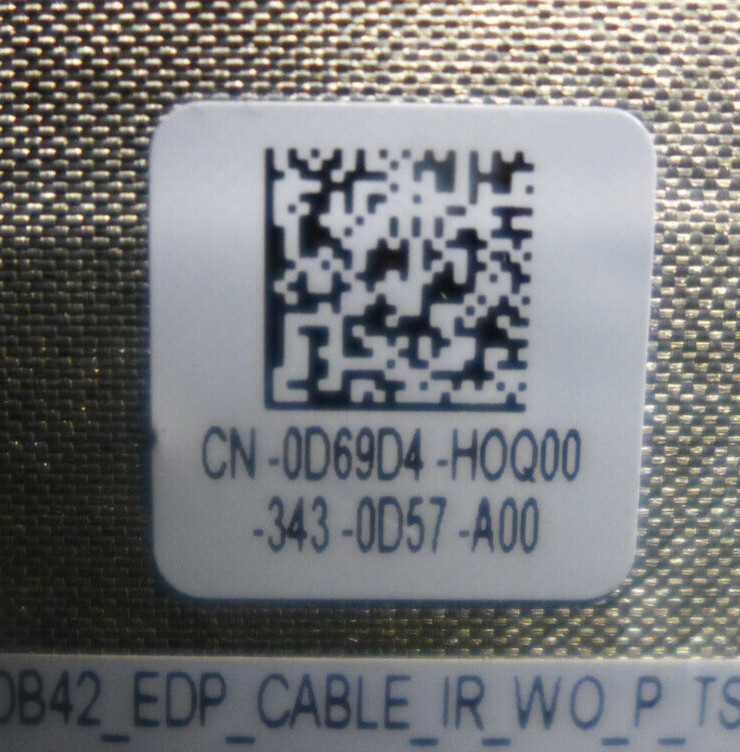 CN -0D69D4 -HOQ00
-343 -0D57 -A00
DB42_EDP_CABLE_IR_WO_P_TS